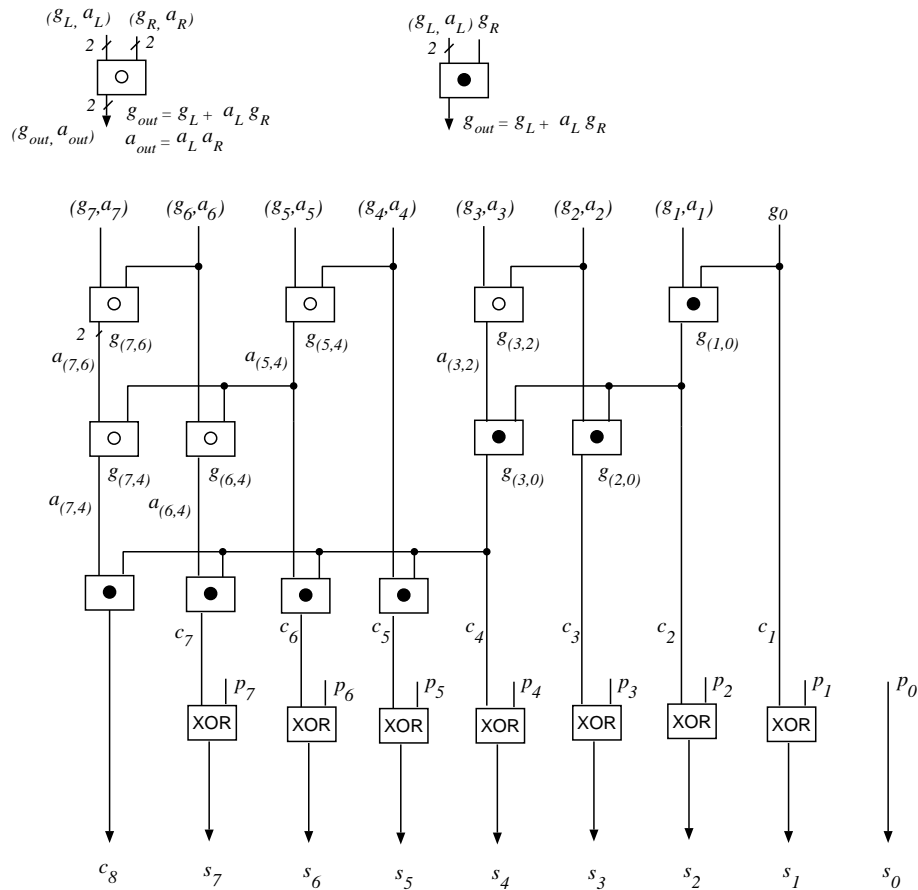 (g_L, a_L) (g_R, a_R)
2 2
2
g_out = g_L + a_L g_R
(g_out, a_out)
a_out = a_L a_R
(g_L, a_L) g_R
2
g_out = g_L + a_L g_R
(g_7,a_7) (g_6,a_6) (g_5,a_5) (g_4,a_4) (g_3,a_3) (g_2,a_2) (g_1,a_1) g_0
2 g_(7,6) g_(5,4) g_(3,2) g_(1,0)
a_(7,6) a_(5,4) a_(3,2)
g_(7,4) g_(6,4) g_(3,0) g_(2,0)
a_(7,4) a_(6,4)
c_7 c_6 c_5 c_4 c_3 c_2 c_1
p_7 p_6 p_5 p_4 p_3 p_2 p_1 p_0
XOR XOR XOR XOR XOR XOR XOR
c_8 s_7 s_6 s_5 s_4 s_3 s_2 s_1 s_0